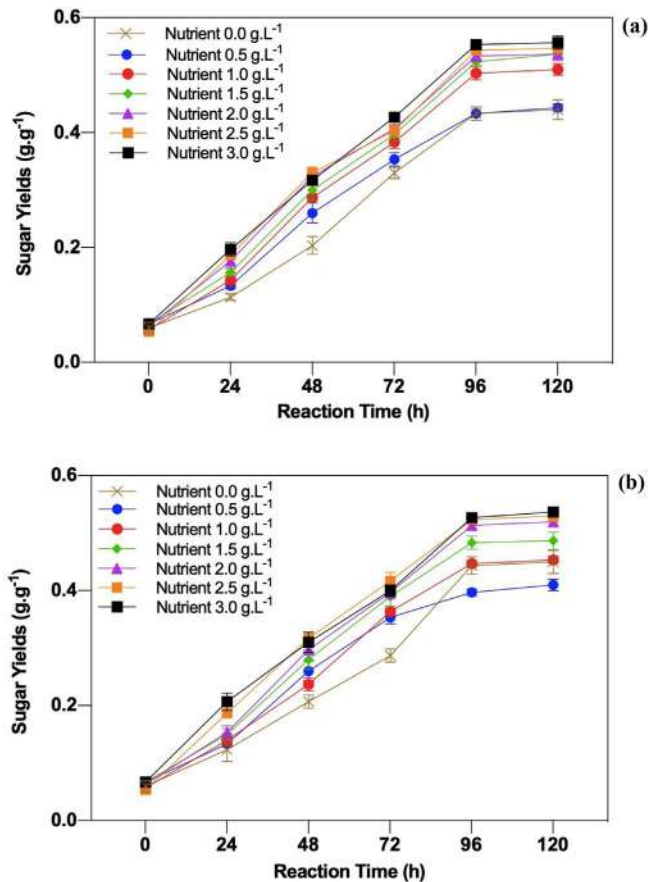 (a)
0.6
Nutrient 0.0 g.L⁻¹
Nutrient 0.5 g.L⁻¹
Nutrient 1.0 g.L⁻¹
Nutrient 1.5 g.L⁻¹
Nutrient 2.0 g.L⁻¹
Nutrient 2.5 g.L⁻¹
Nutrient 3.0 g.L⁻¹
0.4
0.2
0.0
Sugar Yields (g.g⁻¹)
0 24 48 72 96 120
Reaction Time (h)
(b)
0.6
Nutrient 0.0 g.L⁻¹
Nutrient 0.5 g.L⁻¹
Nutrient 1.0 g.L⁻¹
Nutrient 1.5 g.L⁻¹
Nutrient 2.0 g.L⁻¹
Nutrient 2.5 g.L⁻¹
Nutrient 3.0 g.L⁻¹
0.4
0.2
0.0
Sugar Yields (g.g⁻¹)
0 24 48 72 96 120
Reaction Time (h)